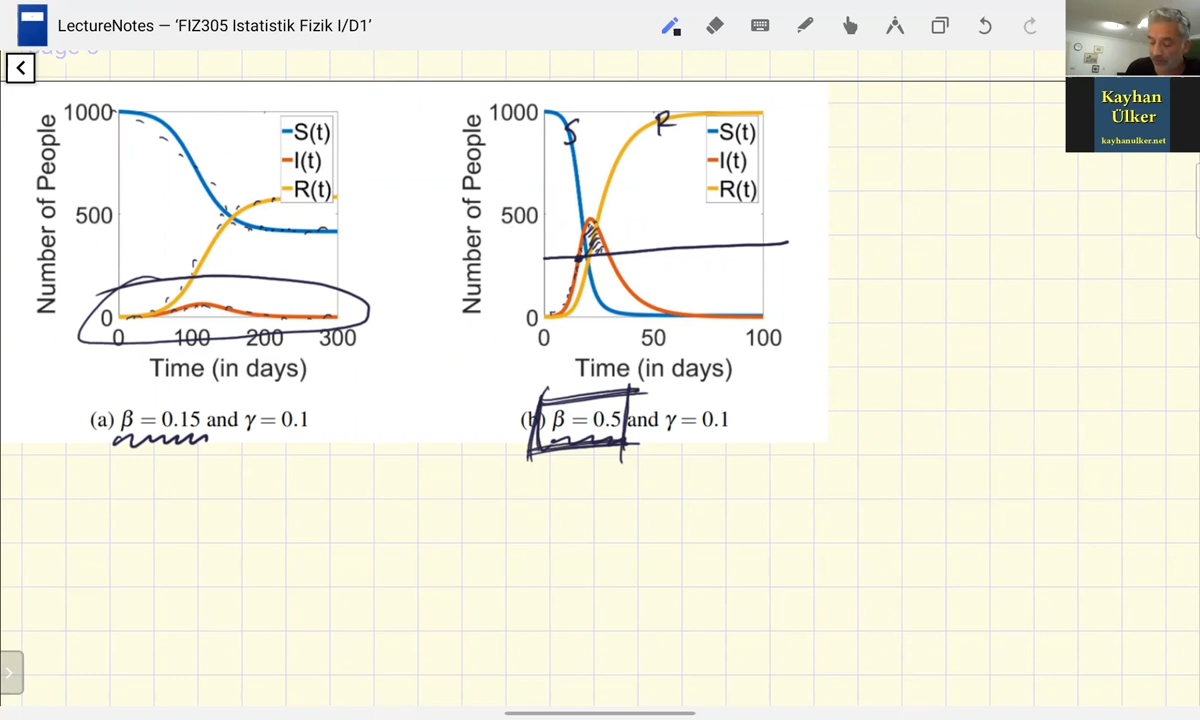 LectureNotes — ‘FIZ305 Istatistik Fizik I/D1’
Kayhan
Ülker
kayhanulker.net
Number of People
1000
500
0
S(t)
I(t)
R(t)
0 100 200 300
Time (in days)
(a) β = 0.15 and γ = 0.1
Number of People
1000
500
0
S
R
S(t)
I(t)
R(t)
0 50 100
Time (in days)
(b) β = 0.5 and γ = 0.1